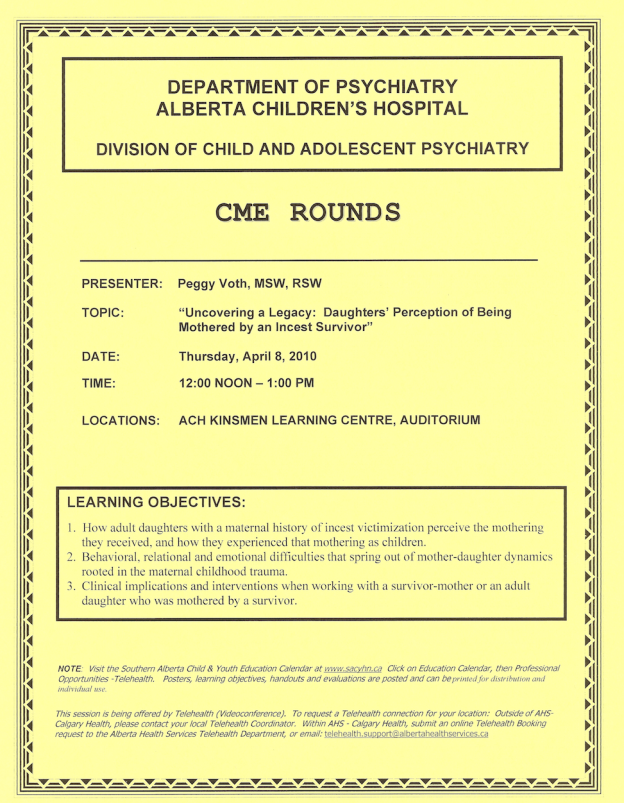 DEPARTMENT OF PSYCHIATRY
ALBERTA CHILDREN'S HOSPITAL
DIVISION OF CHILD AND ADOLESCENT PSYCHIATRY
CME ROUNDS
PRESENTER: Peggy Voth, MSW, RSW
TOPIC: "Uncovering a Legacy: Daughters' Perception of Being
Mothered by an Incest Survivor"
DATE: Thursday, April 8, 2010
TIME: 12:00 NOON – 1:00 PM
LOCATIONS: ACH KINSMEN LEARNING CENTRE, AUDITORIUM
LEARNING OBJECTIVES:
1. How adult daughters with a maternal history of incest victimization perceive the mothering
they received, and how they experienced that mothering as children.
2. Behavioral, relational and emotional difficulties that spring out of mother-daughter dynamics
rooted in the maternal childhood trauma.
3. Clinical implications and interventions when working with a survivor-mother or an adult
daughter who was mothered by a survivor.
NOTE: Visit the Southern Alberta Child & Youth Education Calendar at www.sacyhn.ca Click on Education Calendar, then Professional
Opportunities -Telehealth. Posters, learning objectives, handouts and evaluations are posted and can be printed for distribution and
individual use.
This session is being offered by Telehealth (Videoconference). To request a Telehealth connection for your location: Outside of AHS-
Calgary Health, please contact your local Telehealth Coordinator. Within AHS - Calgary Health, submit an online Telehealth Booking
request to the Alberta Health Services Telehealth Department, or email: telehealth.support@albertahealthservices.ca